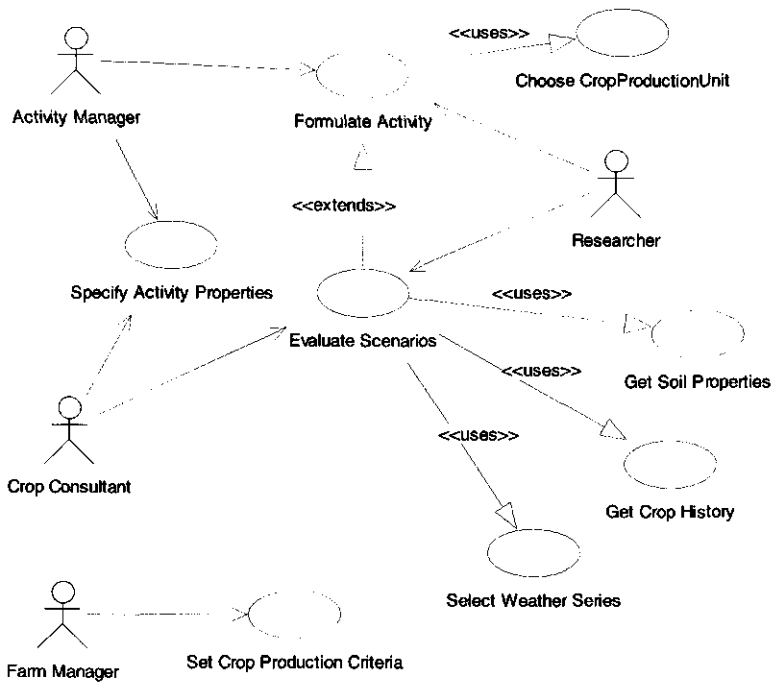 <<uses>>
Choose CropProductionUnit
Activity Manager
Formulate Activity
<<extends>>
Researcher
Specify Activity Properties
<<uses>>
Evaluate Scenarios
<<uses>>
Get Soil Properties
<<uses>>
Crop Consultant
Get Crop History
Select Weather Series
Farm Manager
Set Crop Production Criteria